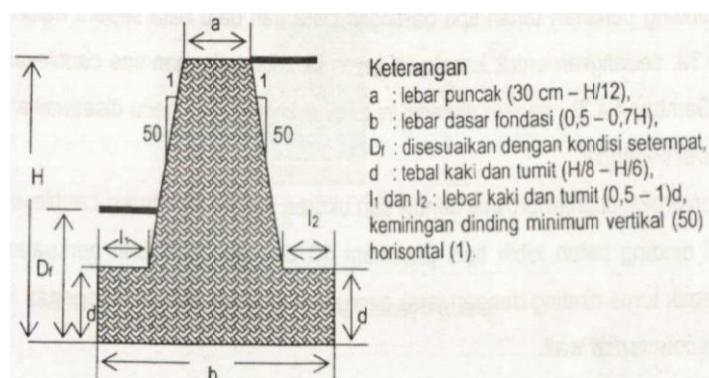 a
1
1
50
50
H
l₁
l₂
Df
d
d
b
Keterangan
a : lebar puncak (30 cm – H/12),
b : lebar dasar fondasi (0,5 – 0,7H),
Df : disesuaikan dengan kondisi setempat,
d : tebal kaki dan tumit (H/8 – H/6),
l₁ dan l₂ : lebar kaki dan tumit (0,5 – 1)d,
kemiringan dinding minimum vertikal (50)
horisontal (1).